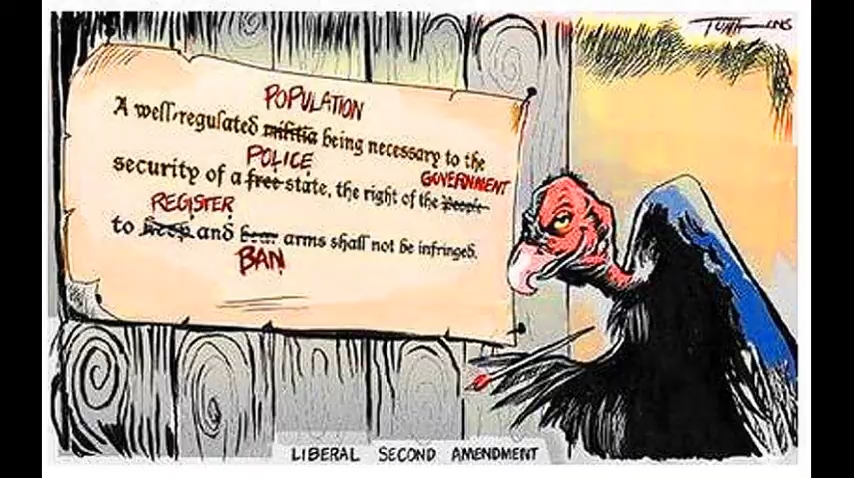 POPULATION
A well-regulated militia being necessary to the
POLICE
GOVERNMENT
security of a free state, the right of the People
REGISTER
to keep and bear arms shall not be infringed.
BAN
LIBERAL SECOND AMENDMENT